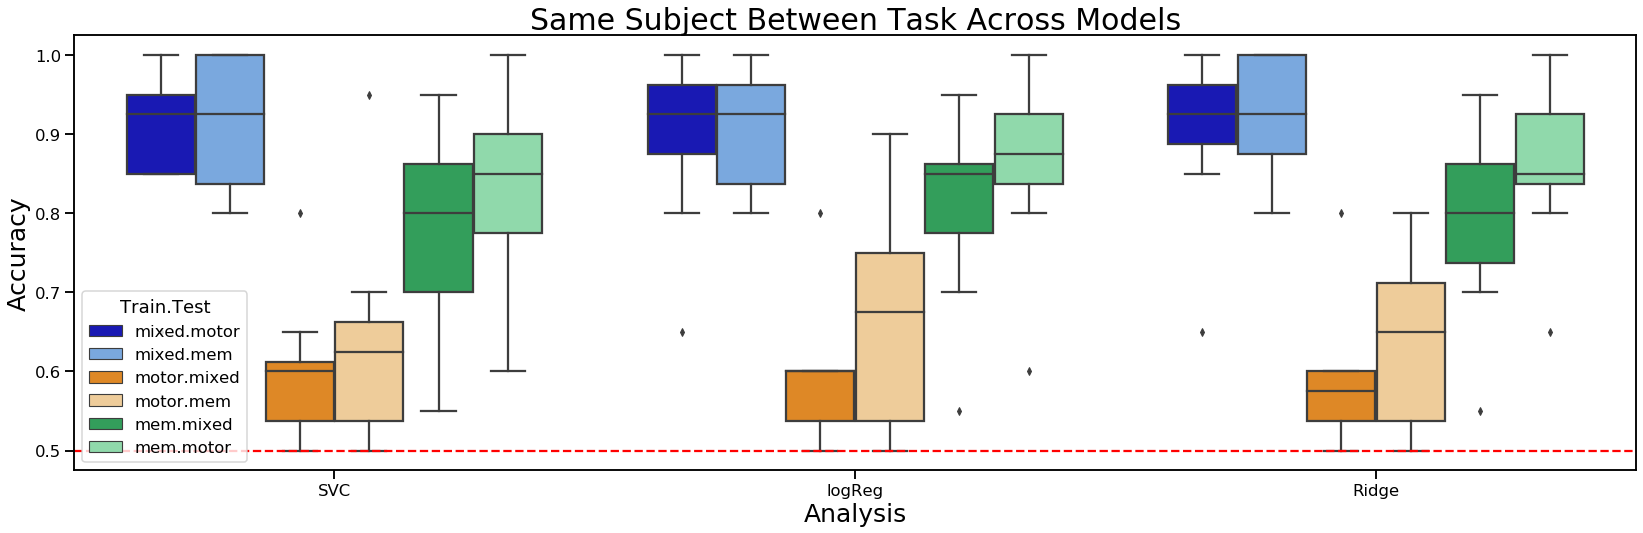 Same Subject Between Task Across Models
Accuracy
1.0
0.9
0.8
0.7
0.6
0.5
Train.Test
mixed.motor
mixed.mem
motor.mixed
motor.mem
mem.mixed
mem.motor
SVC logReg Ridge
Analysis